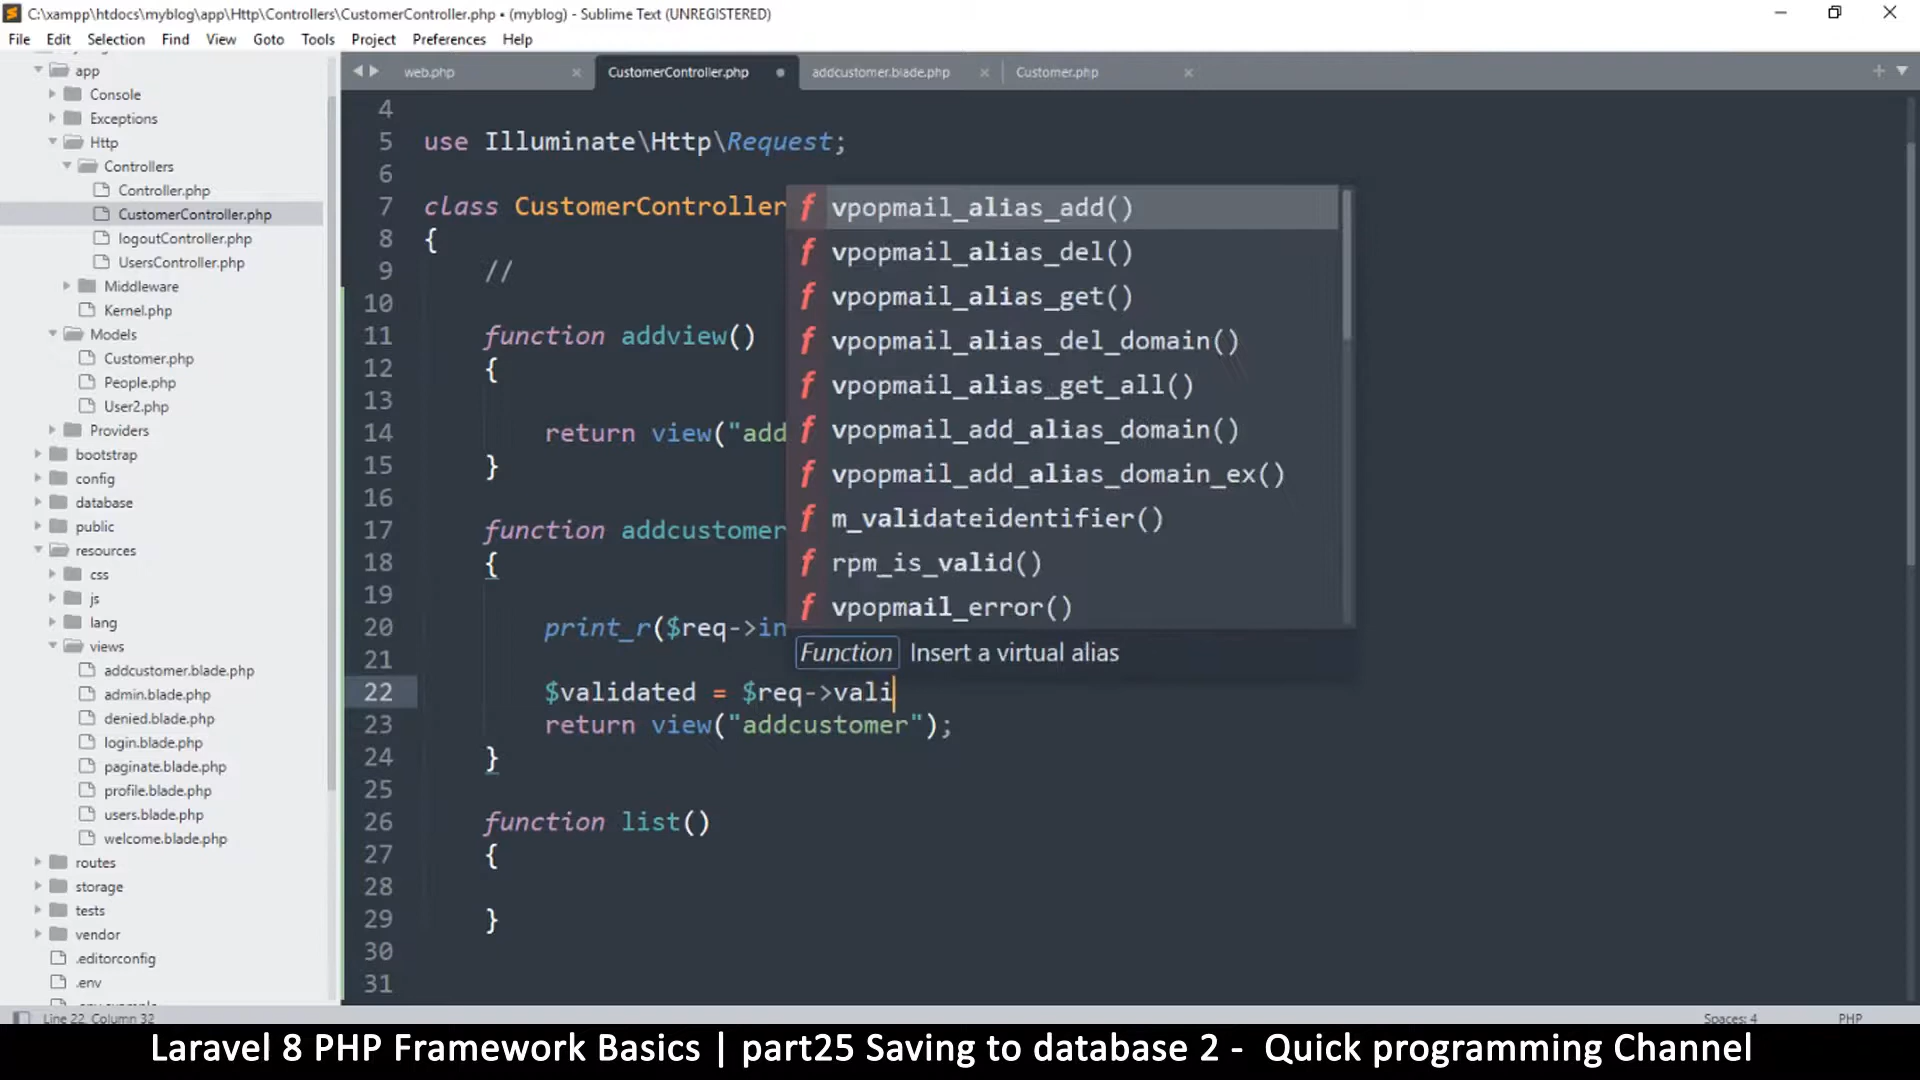 C:\xampp\htdocs\myblog\app\Http\Controllers\CustomerController.php • (myblog) - Sublime Text (UNREGISTERED)
File Edit Selection Find View Goto Tools Project Preferences Help
app
Console
Exceptions
Http
Controllers
Controller.php
CustomerController.php
logoutController.php
UsersController.php
Middleware
Kernel.php
Models
Customer.php
People.php
User2.php
Providers
bootstrap
config
database
public
resources
css
js
lang
views
addcustomer.blade.php
admin.blade.php
denied.blade.php
login.blade.php
paginate.blade.php
profile.blade.php
users.blade.php
welcome.blade.php
routes
storage
tests
vendor
.editorconfig
.env
.env.example
web.php CustomerController.php addcustomer.blade.php Customer.php
4
5 use Illuminate\Http\Request;
6
7 class CustomerController
8 {
9 //
10
11 function addview()
12 {
13
14 return view("add
15 }
16
17 function addcustomer
18 {
19
20 print_r($req->in
21
22 $validated = $req->vali
23 return view("addcustomer");
24 }
25
26 function list()
27 {
28
29 }
30
31
f vpopmail_alias_add()
f vpopmail_alias_del()
f vpopmail_alias_get()
f vpopmail_alias_del_domain()
f vpopmail_alias_get_all()
f vpopmail_add_alias_domain()
f vpopmail_add_alias_domain_ex()
f m_validateidentifier()
f rpm_is_valid()
f vpopmail_error()
Function Insert a virtual alias
Line 22, Column 32 Spaces: 4 PHP
Laravel 8 PHP Framework Basics | part25 Saving to database 2 - Quick programming Channel